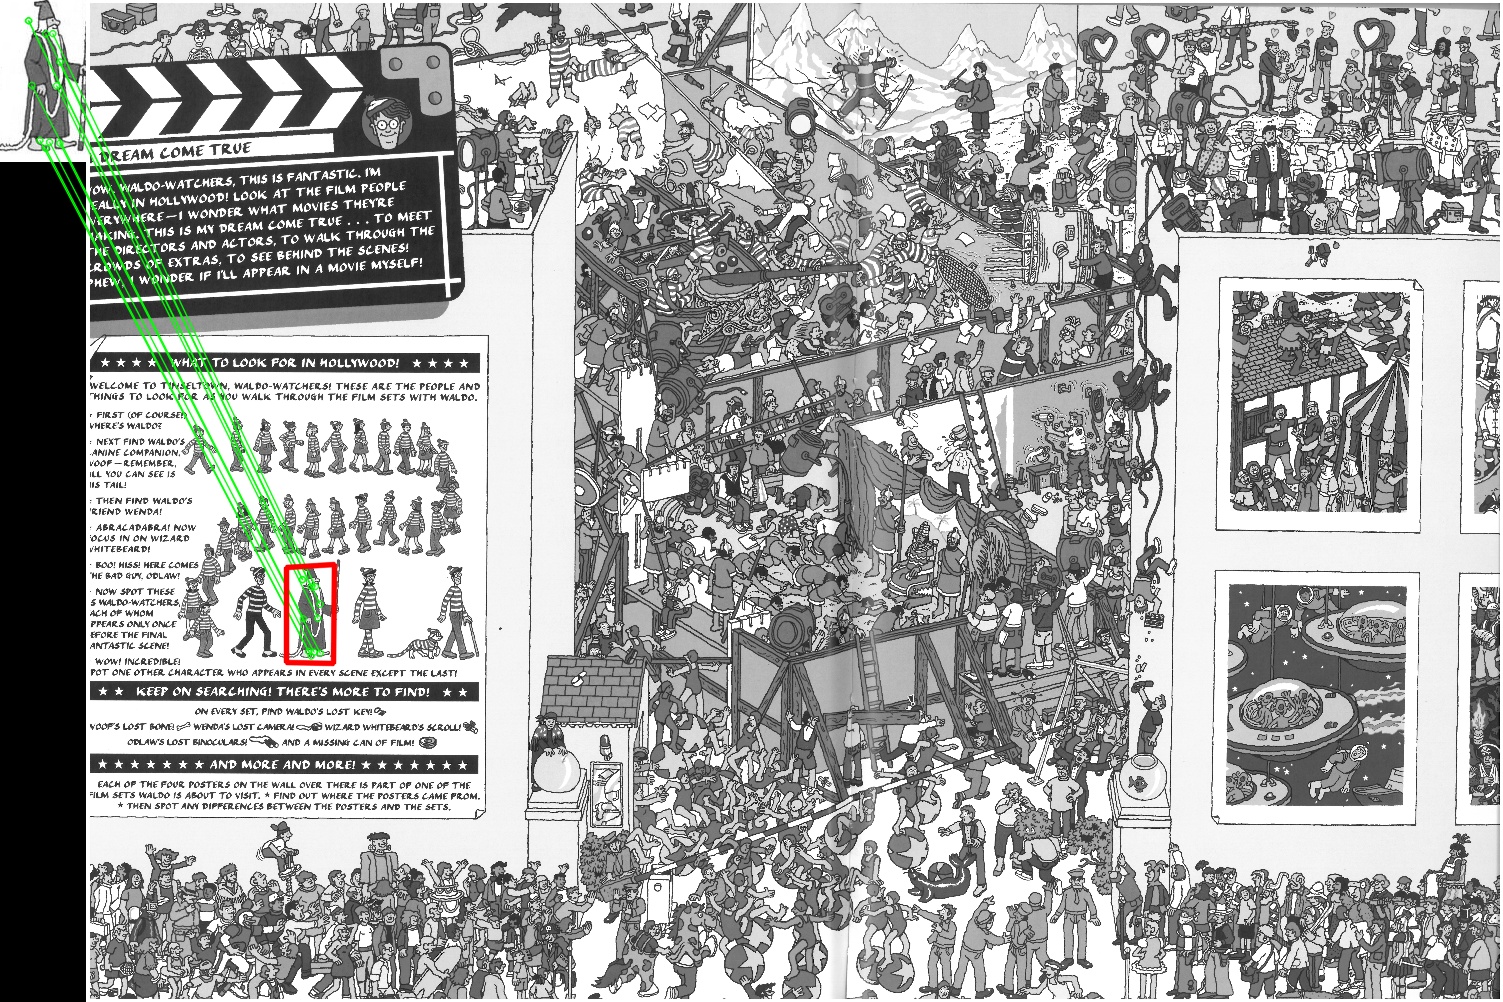 DREAM COME TRUE
WALDO-WATCHERS, THIS IS FANTASTIC. I'M
IN HOLLYWOOD! LOOK AT THE FILM PEOPLE
I WONDER WHAT MOVIES THEY'RE
THIS IS MY DREAM COME TRUE . . . TO MEET
DIRECTORS AND ACTORS, TO WALK THROUGH THE
OF EXTRAS, TO SEE BEHIND THE SCENES!
I WONDER IF I'LL APPEAR IN A MOVIE MYSELF!
WHAT TO LOOK FOR IN HOLLYWOOD!
WELCOME TO TINSELTOWN, WALDO-WATCHERS! THESE ARE THE PEOPLE AND
THINGS TO LOOK FOR AS YOU WALK THROUGH THE FILM SETS WITH WALDO.
FIRST (OF COURSE!)
WHERE'S WALDO?
NEXT FIND WALDO'S
CANINE COMPANION,
WOOF—REMEMBER,
ALL YOU CAN SEE IS
HIS TAIL!
THEN FIND WALDO'S
FRIEND WENDA!
ABRACADABRA! NOW
FOCUS IN ON WIZARD
WHITEBEARD!
BOO! HISS! HERE COMES
THE BAD GUY, ODLAW!
NOW SPOT THESE
WALDO-WATCHERS,
EACH OF WHOM
APPEARS ONLY ONCE
BEFORE THE FINAL
FANTASTIC SCENE!
WOW! INCREDIBLE!
SPOT ONE OTHER CHARACTER WHO APPEARS IN EVERY SCENE EXCEPT THE LAST!
KEEP ON SEARCHING! THERE'S MORE TO FIND!
ON EVERY SET, FIND WALDO'S LOST KEY!
WOOF'S LOST BONE! WENDA'S LOST CAMERA! WIZARD WHITEBEARD'S SCROLL!
ODLAW'S LOST BINOCULARS! AND A MISSING CAN OF FILM!
AND MORE AND MORE!
EACH OF THE FOUR POSTERS ON THE WALL OVER THERE IS PART OF ONE OF THE
FILM SETS WALDO IS ABOUT TO VISIT. * FIND OUT WHERE THE POSTERS CAME FROM.
* THEN SPOT ANY DIFFERENCES BETWEEN THE POSTERS AND THE SETS.